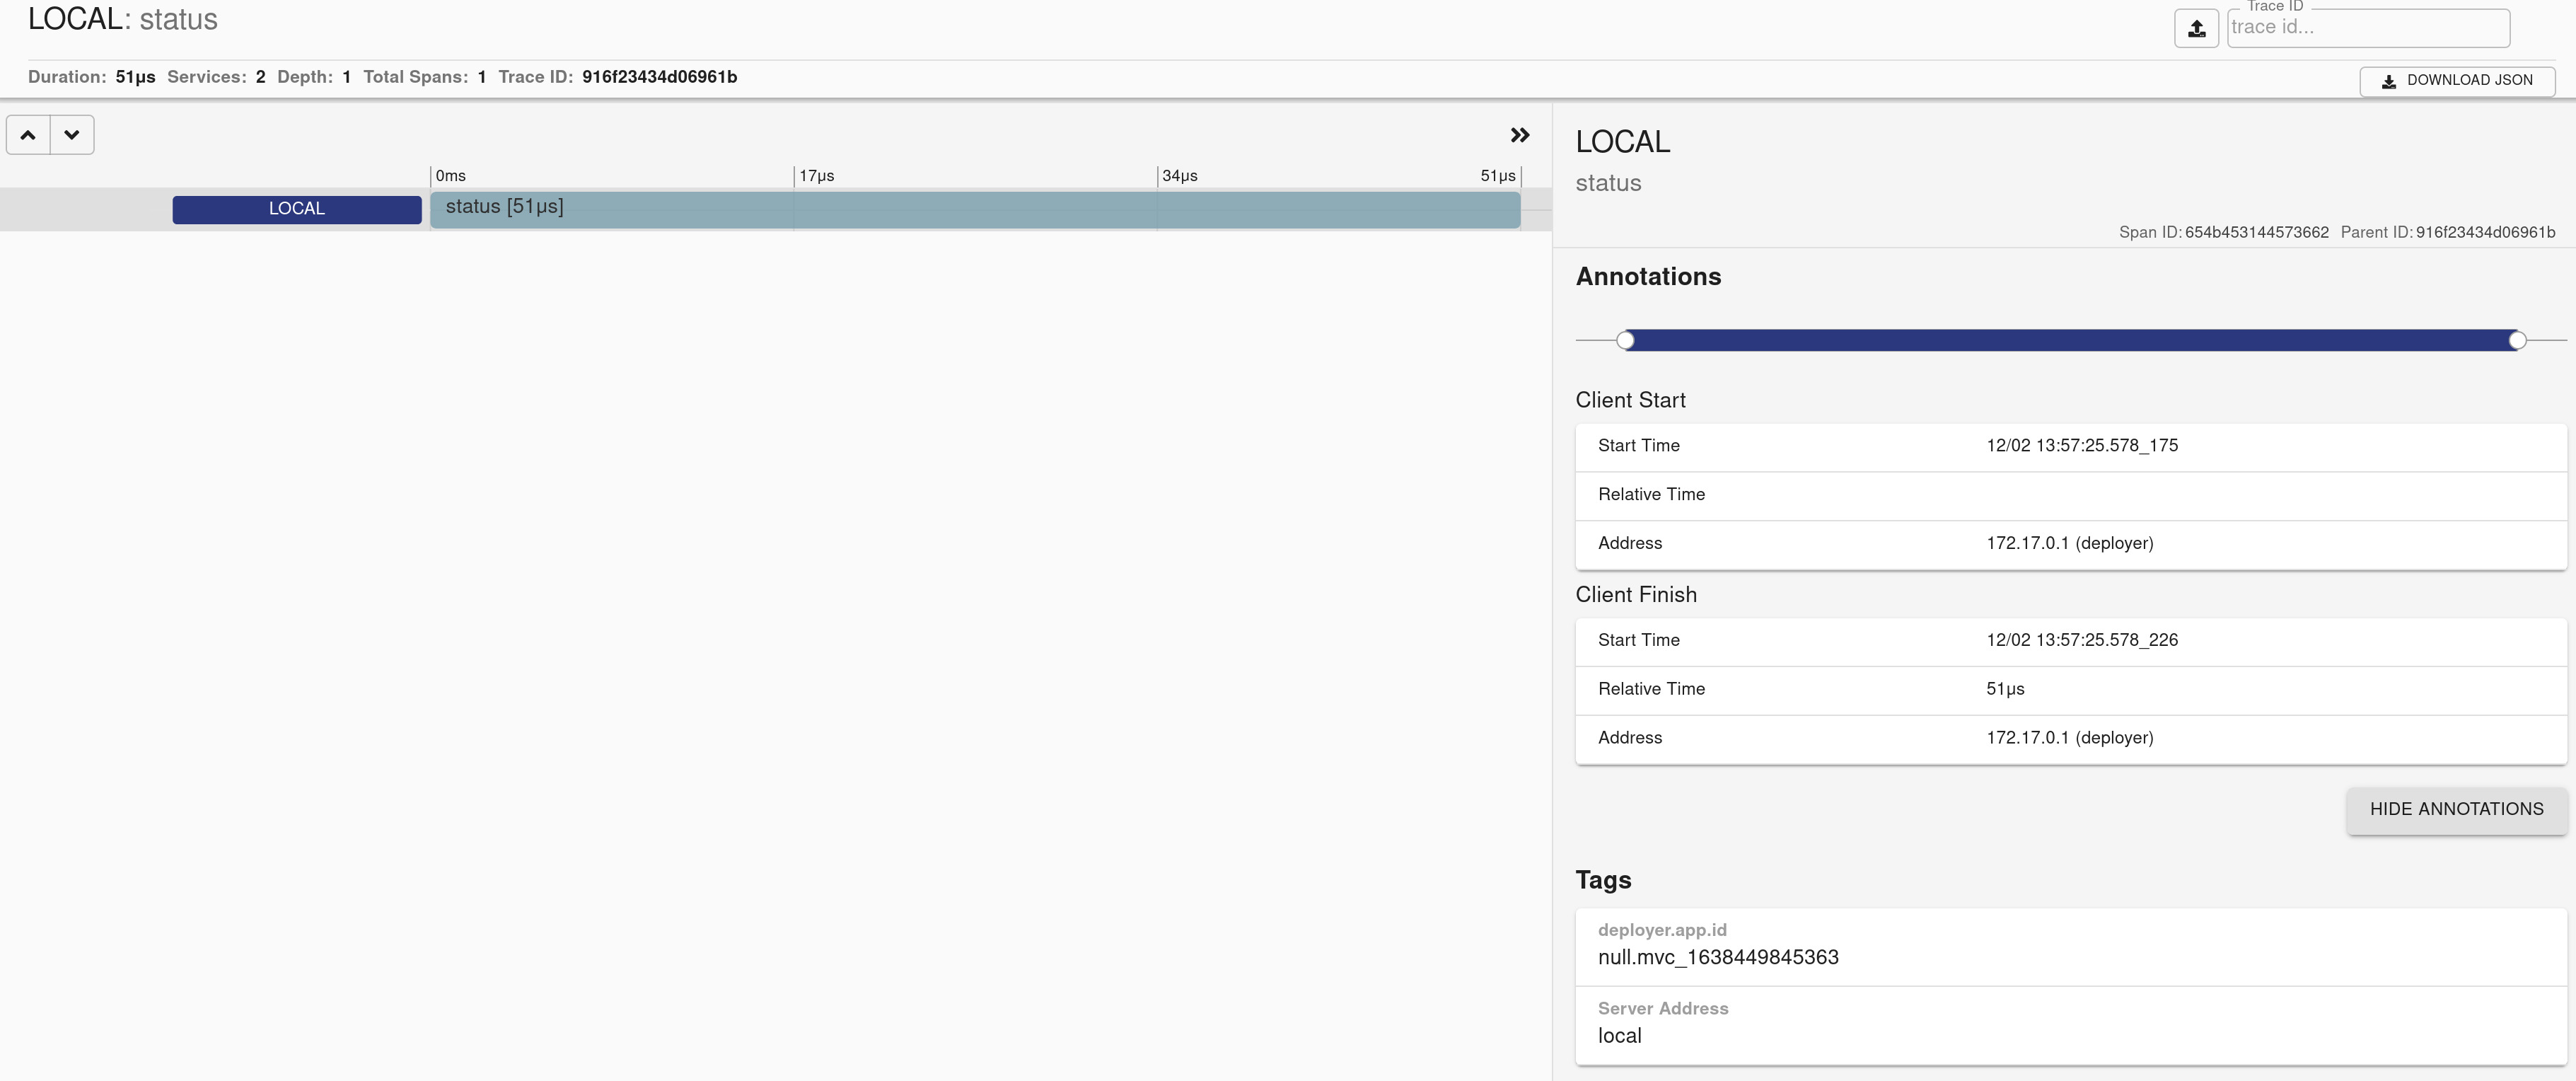 LOCAL: status
Trace ID
trace id...
Duration: 51μs Services: 2 Depth: 1 Total Spans: 1 Trace ID: 916f23434d06961b
DOWNLOAD JSON
0ms 17μs 34μs 51μs
LOCAL status [51μs]
LOCAL
status
Span ID: 654b453144573662 Parent ID: 916f23434d06961b
Annotations
Client Start
Start Time 12/02 13:57:25.578_175
Relative Time
Address 172.17.0.1 (deployer)
Client Finish
Start Time 12/02 13:57:25.578_226
Relative Time 51μs
Address 172.17.0.1 (deployer)
HIDE ANNOTATIONS
Tags
deployer.app.id
null.mvc_1638449845363
Server Address
local